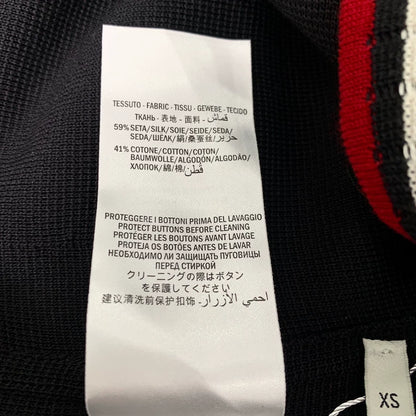 TESSUTO - FABRIC - TISSU - GEWEBE - TECIDO
ТКАНЬ - 表地 - 面料 - قماش
59% SETA/SILK/SOIE/SEIDE/SEDA/
SEDA/ШЕЛК/絹/桑蚕丝/حرير
41% COTONE/COTTON/COTON/
BAUMWOLLE/ALGODÓN/ALGODÃO/
ХЛОПОК/綿/棉/قطن
PROTEGGERE I BOTTONI PRIMA DEL LAVAGGIO
PROTECT BUTTONS BEFORE CLEANING
PROTÉGER LES BOUTONS AVANT LAVAGE
PROTEJA OS BOTÕES ANTES DE LAVAR
НЕОБХОДИМО ЛИ ЗАЩИЩАТЬ ПУГОВИЦЫ
ПЕРЕД СТИРКОЙ
クリーニングの際はボタン
を保護してください
建议清洗前保护扣饰 - احمي الأزرار
XS